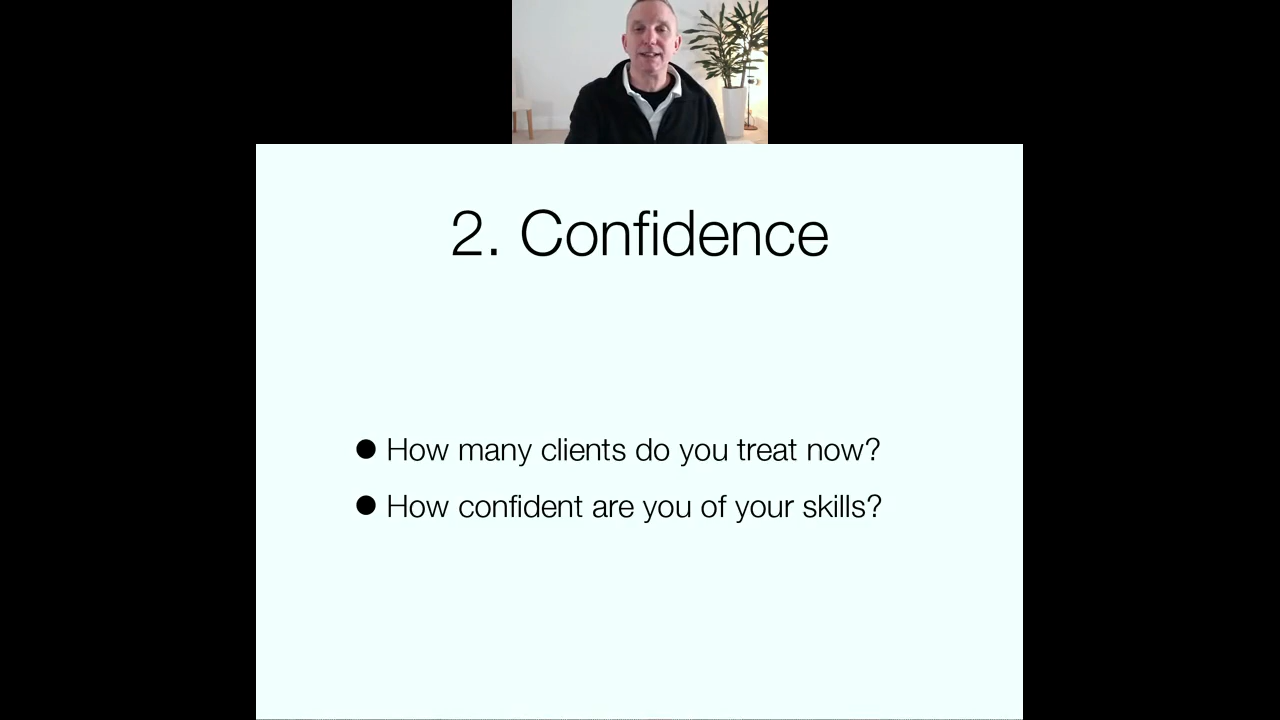 2. Confidence
● How many clients do you treat now?
● How confident are you of your skills?